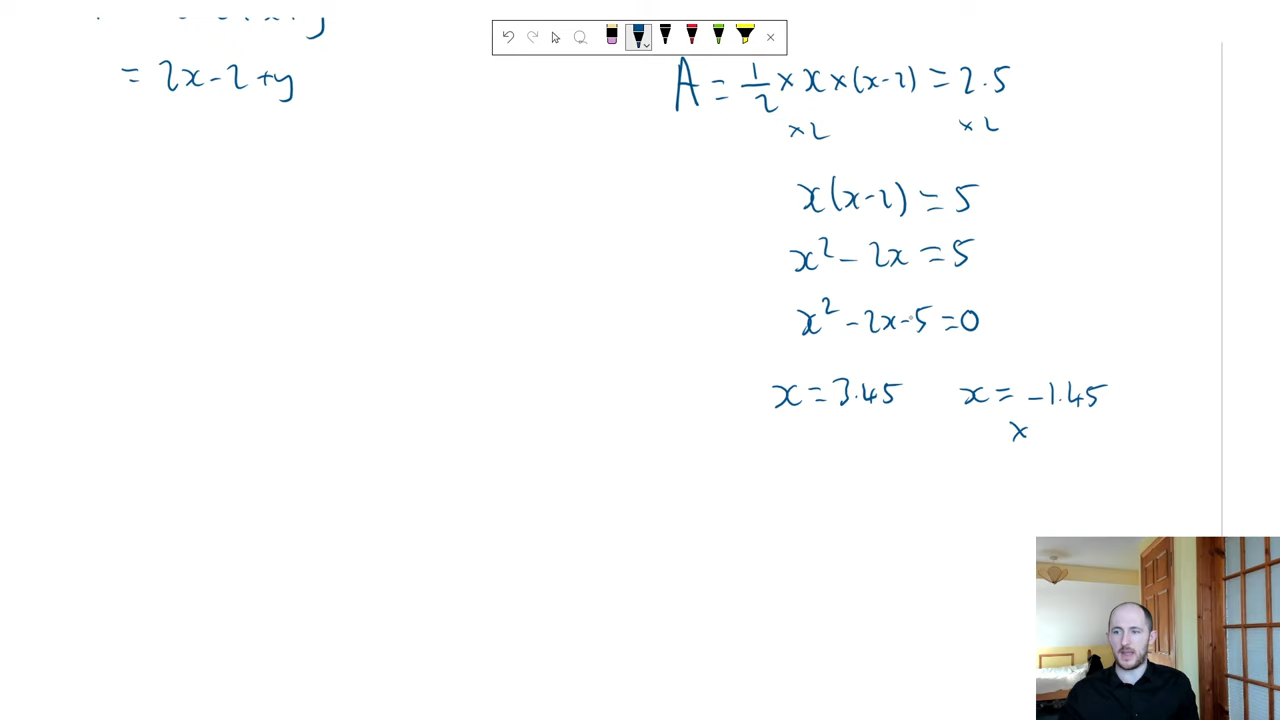 = 2x - 2 + y
A = 1/2 × x × (x-2) = 2.5
×2 ×2
x(x-2) = 5
x² - 2x = 5
x² - 2x - 5 = 0
x = 3.45 x = -1.45
×